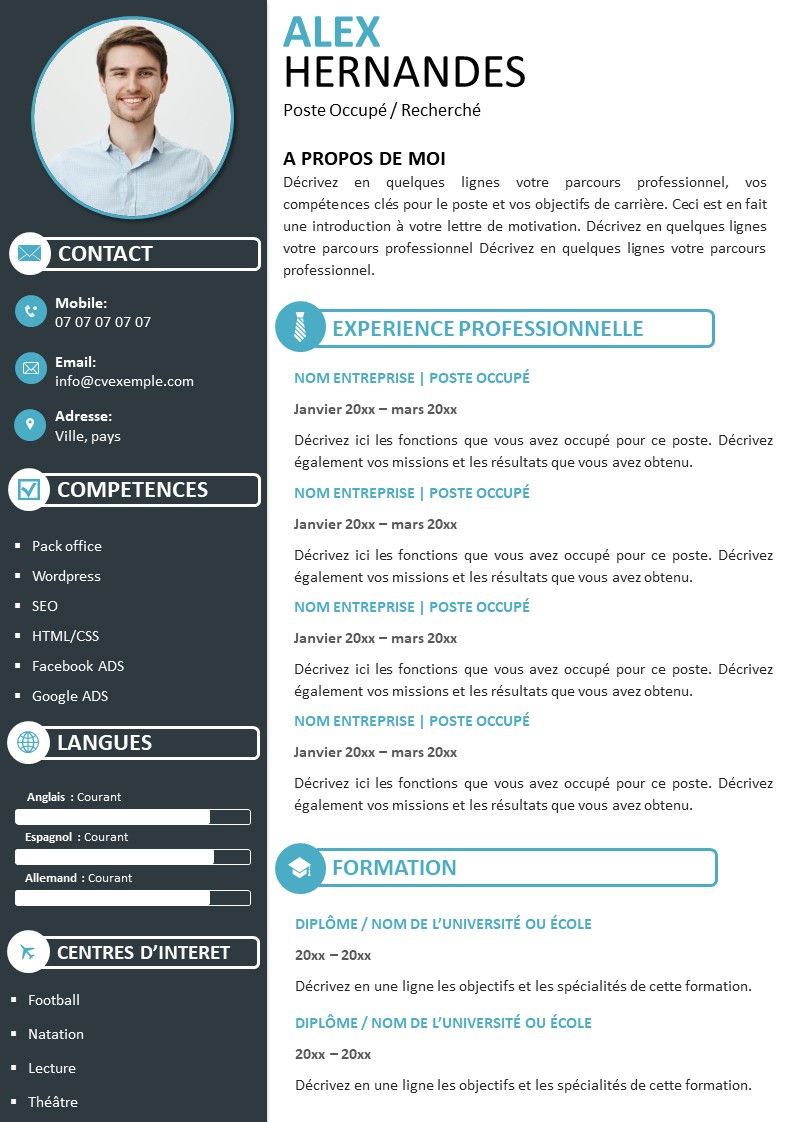 ALEX
HERNANDES
Poste Occupé / Recherché
A PROPOS DE MOI
Décrivez en quelques lignes votre parcours professionnel, vos
compétences clés pour le poste et vos objectifs de carrière. Ceci est en fait
une introduction à votre lettre de motivation. Décrivez en quelques lignes
votre parcours professionnel Décrivez en quelques lignes votre parcours
professionnel.
CONTACT
Mobile:
07 07 07 07 07
Email:
info@cvexemple.com
Adresse:
Ville, pays
COMPETENCES
Pack office
Wordpress
SEO
HTML/CSS
Facebook ADS
Google ADS
LANGUES
Anglais : Courant
Espagnol : Courant
Allemand : Courant
CENTRES D’INTERET
Football
Natation
Lecture
Théâtre
EXPERIENCE PROFESSIONNELLE
NOM ENTREPRISE | POSTE OCCUPÉ
Janvier 20xx – mars 20xx
Décrivez ici les fonctions que vous avez occupé pour ce poste. Décrivez
également vos missions et les résultats que vous avez obtenu.
NOM ENTREPRISE | POSTE OCCUPÉ
Janvier 20xx – mars 20xx
Décrivez ici les fonctions que vous avez occupé pour ce poste. Décrivez
également vos missions et les résultats que vous avez obtenu.
NOM ENTREPRISE | POSTE OCCUPÉ
Janvier 20xx – mars 20xx
Décrivez ici les fonctions que vous avez occupé pour ce poste. Décrivez
également vos missions et les résultats que vous avez obtenu.
NOM ENTREPRISE | POSTE OCCUPÉ
Janvier 20xx – mars 20xx
Décrivez ici les fonctions que vous avez occupé pour ce poste. Décrivez
également vos missions et les résultats que vous avez obtenu.
FORMATION
DIPLÔME / NOM DE L’UNIVERSITÉ OU ÉCOLE
20xx – 20xx
Décrivez en une ligne les objectifs et les spécialités de cette formation.
DIPLÔME / NOM DE L’UNIVERSITÉ OU ÉCOLE
20xx – 20xx
Décrivez en une ligne les objectifs et les spécialités de cette formation.